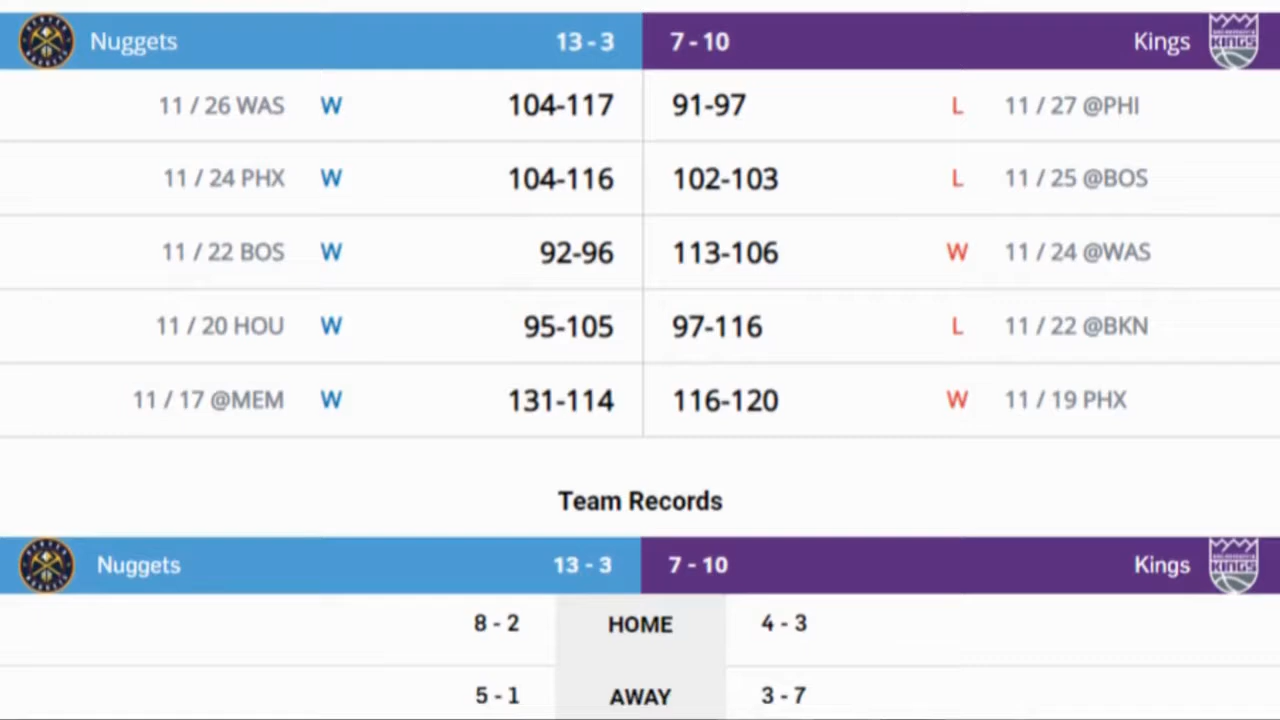 Nuggets 13 - 3 7 - 10 Kings KINGS
11 / 26 WAS W 104-117 91-97 L 11 / 27 @PHI
11 / 24 PHX W 104-116 102-103 L 11 / 25 @BOS
11 / 22 BOS W 92-96 113-106 W 11 / 24 @WAS
11 / 20 HOU W 95-105 97-116 L 11 / 22 @BKN
11 / 17 @MEM W 131-114 116-120 W 11 / 19 PHX
Team Records
Nuggets 13 - 3 7 - 10 Kings KINGS
8 - 2 HOME 4 - 3
5 - 1 AWAY 3 - 7